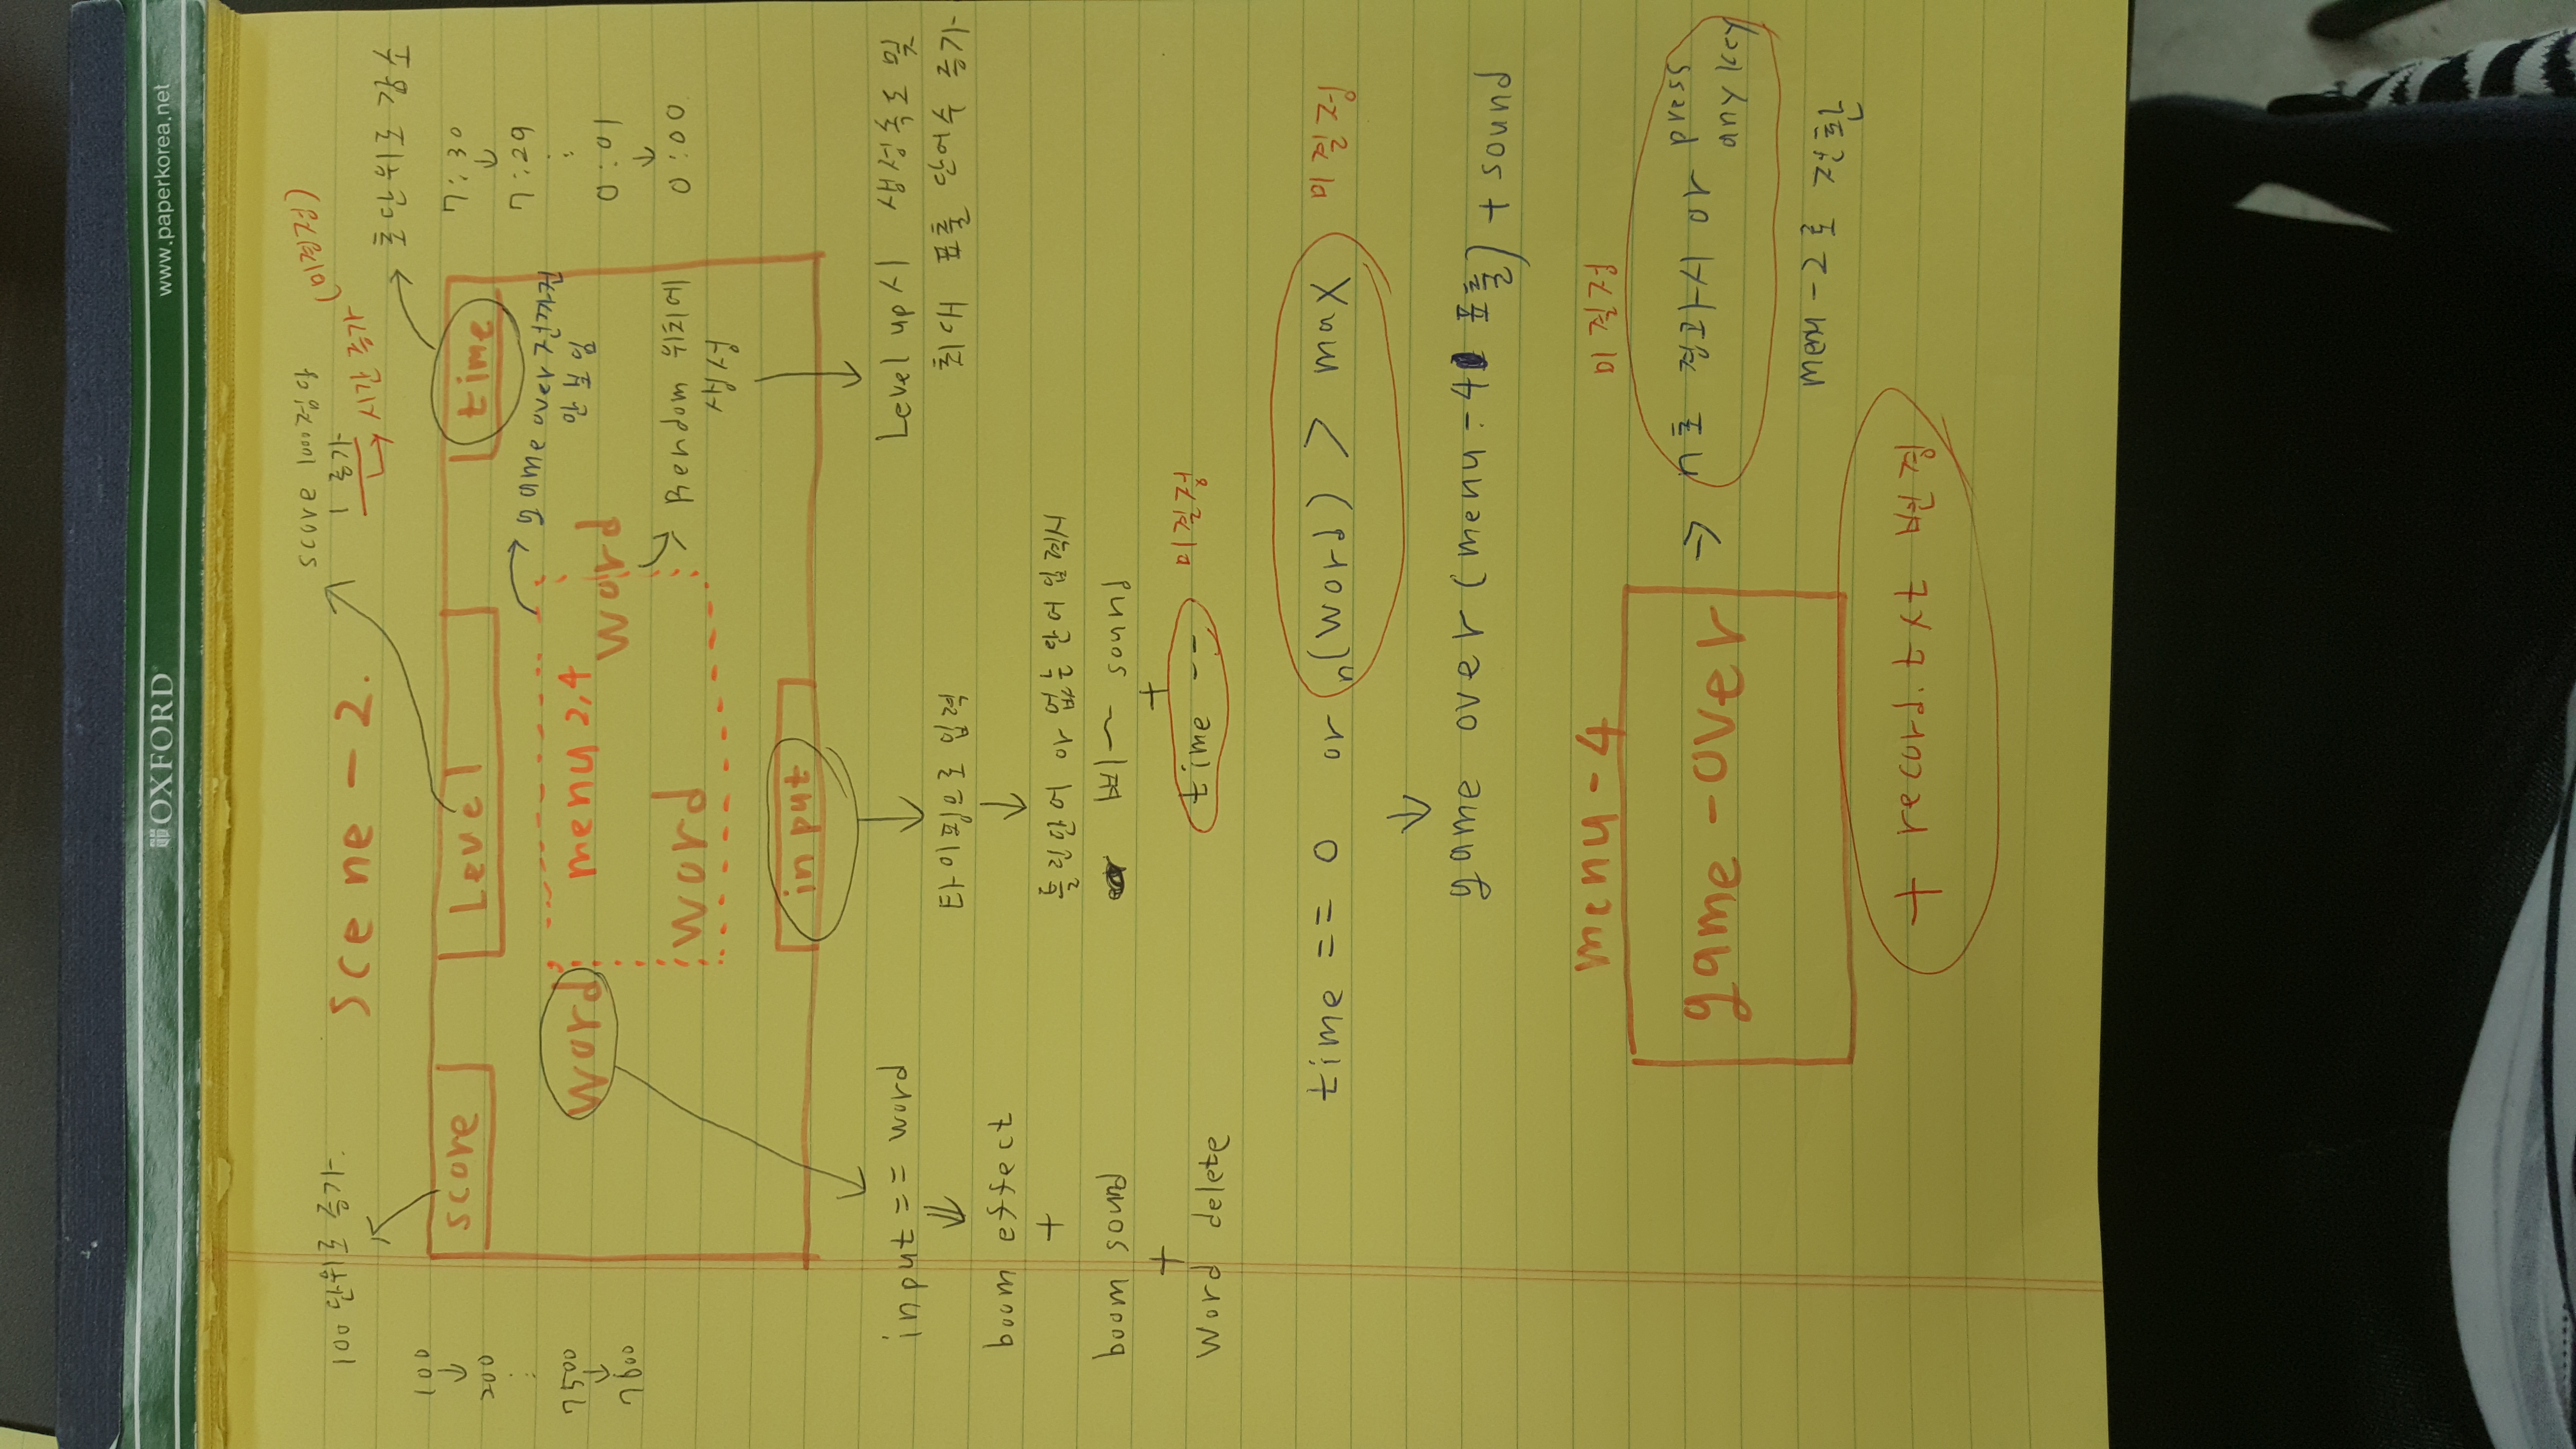 OXFORD
www.paperkorea.net
score 1000점당
1 증가
→ 시간 증가 (미결정)
100 단위로 증가.
scene - 2.
초단위로 감소
100
↓
200
:
:
7500
↓
7600
score
Level
time
7:30
↓
7:29
:
:
0:01
↓
0:00
game over 전까진
안보임
word
menu 2,4
word
word
Rendom 위치에
생성
input
input == word
⇓
boom effect
+
boom sound
+
Word delete
타이핑으로 입력
↓
틀린단어 or 없는 단어 입력시
삐~ sound
+
time -- 미결정
Level up시 생성속도 및
최대 표출 단어수 증가
time == 0 or n(word) > max 미결정
↓
game over (menu-4 표출) + sound
menu-4
미결정
game-over
→ n초 경과시 or press
any key
menu-2로 전환
+ record.txt 변경